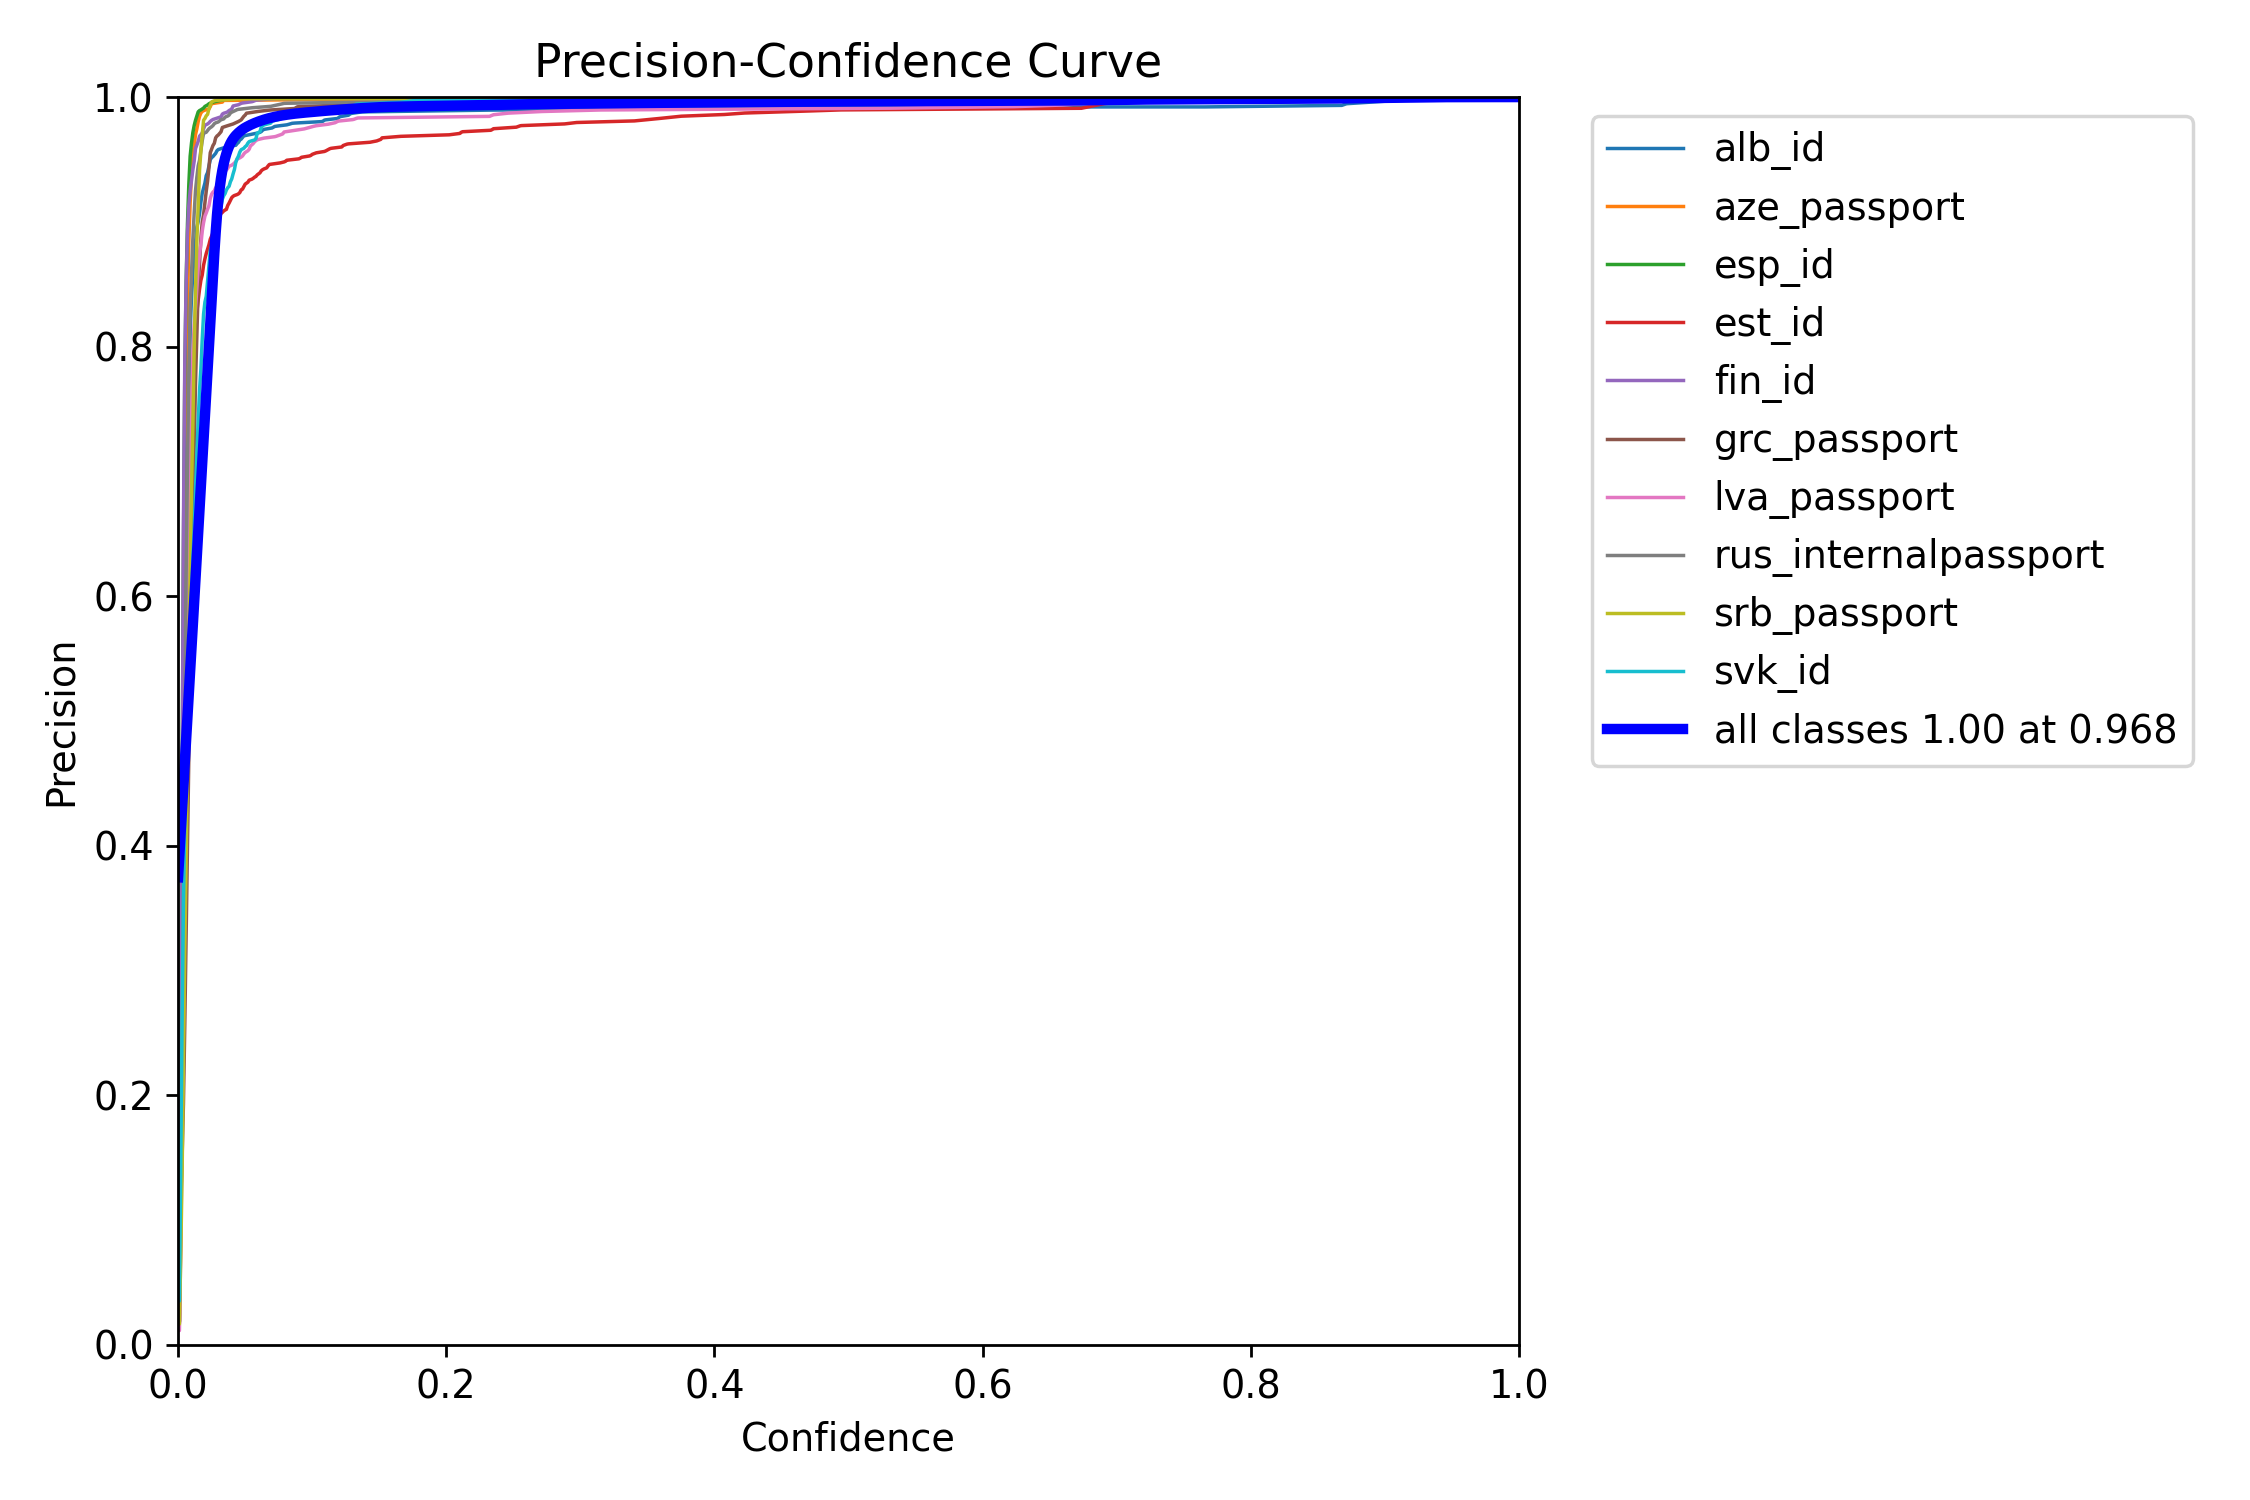 Precision-Confidence Curve
1.0
0.8
0.6
0.4
0.2
0.0
Precision
0.0 0.2 0.4 0.6 0.8 1.0
Confidence
alb_id
aze_passport
esp_id
est_id
fin_id
grc_passport
lva_passport
rus_internalpassport
srb_passport
svk_id
all classes 1.00 at 0.968